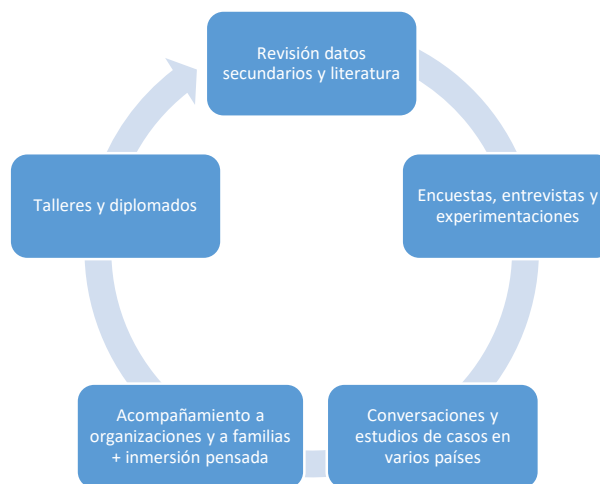 Revisión datos
secundarios y literatura
Encuestas, entrevistas y
experimentaciones
Conversaciones y
estudios de casos en
varios países
Acompañamiento a
organizaciones y a familias
+ inmersión pensada
Talleres y diplomados